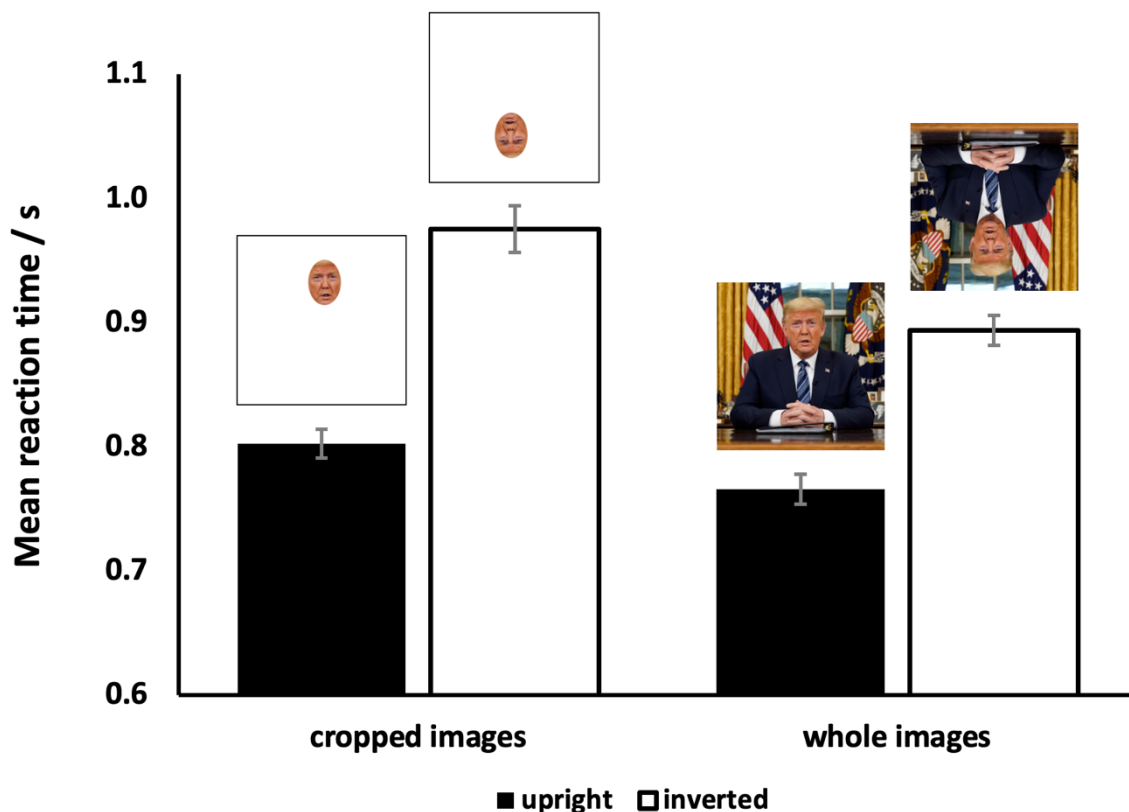 Mean reaction time / s
1.1
1.0
0.9
0.8
0.7
0.6
cropped images
whole images
upright
inverted